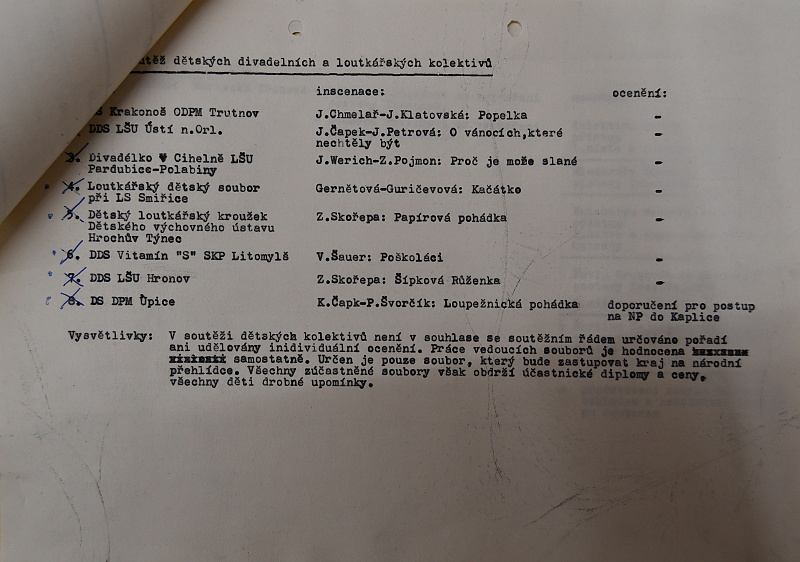 dětských divadelních a loutkářských kolektivů
inscenace: ocenění:
Krakonoš ODPM Trutnov J.Chmelař-J.Klatovská: Popelka -
DDS LŠU Ústí n.Orl. J.Čapek-J.Petrová: O vánocích,které -
nechtěly být
3. Divadélko V Cihelně LŠU J.Werich-Z.Pojmon: Proč je moře slané -
Pardubice-Polabiny
4. Loutkářský dětský soubor Gernětová-Guričevová: Kačátko -
při LS Smiřice
5. Dětský loutkářský kroužek Z.Skořepa: Papírová pohádka -
Dětského výchovného ústavu
Hrochův Týnec
6. DDS Vitamín "S" SKP Litomyšl V.Šauer: Poškoláci -
7. DDS LŠU Hronov Z.Skořepa: Šípková Růženka -
8. DS DPM Úpice K.Čapk-P.Švorčík: Loupežnická pohádka doporučení pro postup
na NP do Kaplice
Vysvětlivky: V soutěži dětských kolektivů není v souhlase se soutěžním řádem určováno pořadí
ani udělovány inidividuální ocenění. Práce vedoucích souborů je hodnocena
samostatně. Určen je pouze soubor, který bude zastupovat kraj na národní
přehlídce. Všechny zúčastněné soubory však obdrží účastnické diplomy a ceny,
všechny děti drobné upomínky.